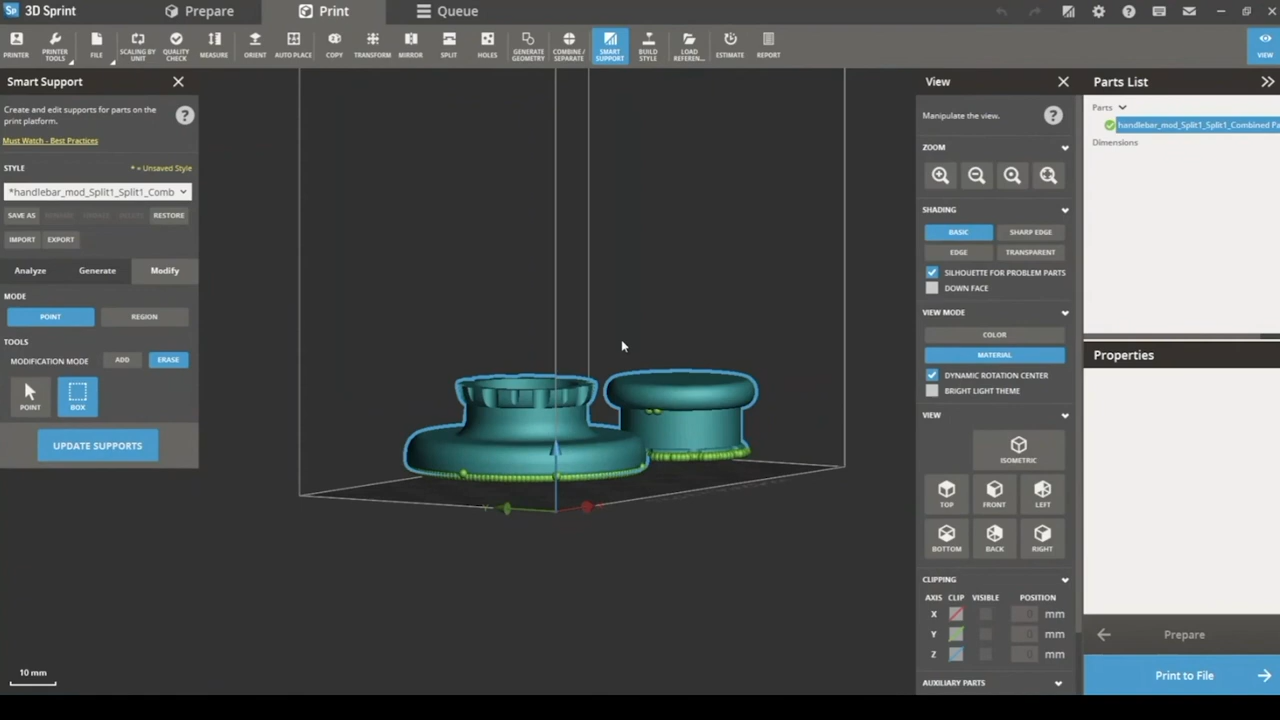 Sp 3D Sprint
Prepare
Print
Queue
PRINTER
PRINTER TOOLS
FILE
SCALING BY UNIT
QUALITY CHECK
MEASURE
ORIENT
AUTO PLACE
COPY
TRANSFORM
MIRROR
SPLIT
HOLES
GENERATE GEOMETRY
COMBINE / SEPARATE
SMART SUPPORT
BUILD STYLE
LOAD REFEREN...
ESTIMATE
REPORT
VIEW
Smart Support
Create and edit supports for parts on the
print platform.
?
Must Watch - Best Practices
STYLE
* = Unsaved Style
*handlebar_mod_Split1_Split1_Comb
SAVE AS
RESTORE
IMPORT
EXPORT
Analyze
Generate
Modify
MODE
POINT
REGION
TOOLS
MODIFICATION MODE
ADD
ERASE
POINT
BOX
UPDATE SUPPORTS
10 mm
View
Manipulate the view.
?
ZOOM
SHADING
BASIC
SHARP EDGE
EDGE
TRANSPARENT
SILHOUETTE FOR PROBLEM PARTS
DOWN FACE
VIEW MODE
COLOR
MATERIAL
DYNAMIC ROTATION CENTER
BRIGHT LIGHT THEME
VIEW
ISOMETRIC
TOP
FRONT
LEFT
BOTTOM
BACK
RIGHT
CLIPPING
AXIS CLIP VISIBLE POSITION
X 0 mm
Y 0 mm
Z 0 mm
AUXILIARY PARTS
Parts List
Parts
handlebar_mod_Split1_Split1_Combined Pa
Dimensions
Properties
Prepare
Print to File